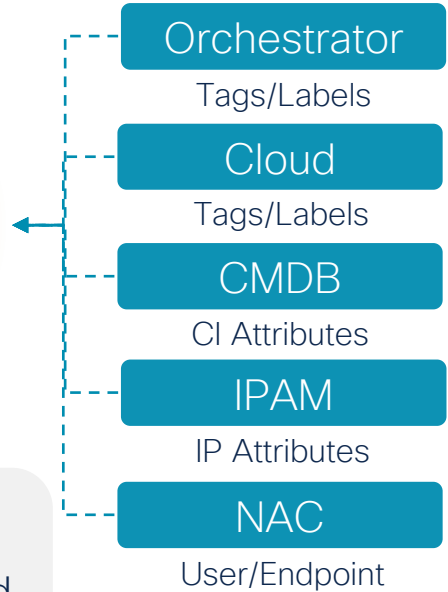 Orchestrator
Tags/Labels
Cloud
Tags/Labels
CMDB
CI Attributes
IPAM
IP Attributes
NAC
User/Endpoint